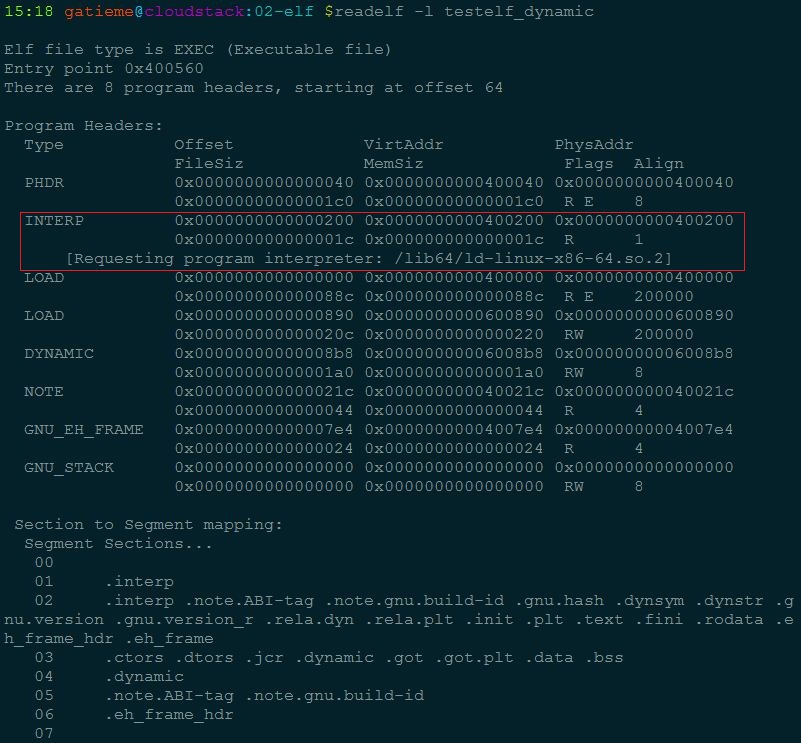 15:18 gatieme@cloudstack:02-elf $readelf -l testelf_dynamic
Elf file type is EXEC (Executable file)
Entry point 0x400560
There are 8 program headers, starting at offset 64
Program Headers:
Type Offset VirtAddr PhysAddr
FileSiz MemSiz Flags Align
PHDR 0x0000000000000040 0x0000000000400040 0x0000000000400040
0x00000000000001c0 0x00000000000001c0 R E 8
INTERP 0x0000000000000200 0x0000000000400200 0x0000000000400200
0x000000000000001c 0x000000000000001c R 1
[Requesting program interpreter: /lib64/ld-linux-x86-64.so.2]
LOAD 0x0000000000000000 0x0000000000400000 0x0000000000400000
0x000000000000088c 0x000000000000088c R E 200000
LOAD 0x0000000000000890 0x0000000000600890 0x0000000000600890
0x000000000000020c 0x0000000000000220 RW 200000
DYNAMIC 0x00000000000008b8 0x00000000006008b8 0x00000000006008b8
0x00000000000001a0 0x00000000000001a0 RW 8
NOTE 0x000000000000021c 0x000000000040021c 0x000000000040021c
0x0000000000000044 0x0000000000000044 R 4
GNU_EH_FRAME 0x00000000000007e4 0x00000000004007e4 0x00000000004007e4
0x0000000000000024 0x0000000000000024 R 4
GNU_STACK 0x0000000000000000 0x0000000000000000 0x0000000000000000
0x0000000000000000 0x0000000000000000 RW 8
Section to Segment mapping:
Segment Sections...
00
01 .interp
02 .interp .note.ABI-tag .note.gnu.build-id .gnu.hash .dynsym .dynstr .g
nu.version .gnu.version_r .rela.dyn .rela.plt .init .plt .text .fini .rodata .e
h_frame_hdr .eh_frame
03 .ctors .dtors .jcr .dynamic .got .got.plt .data .bss
04 .dynamic
05 .note.ABI-tag .note.gnu.build-id
06 .eh_frame_hdr
07